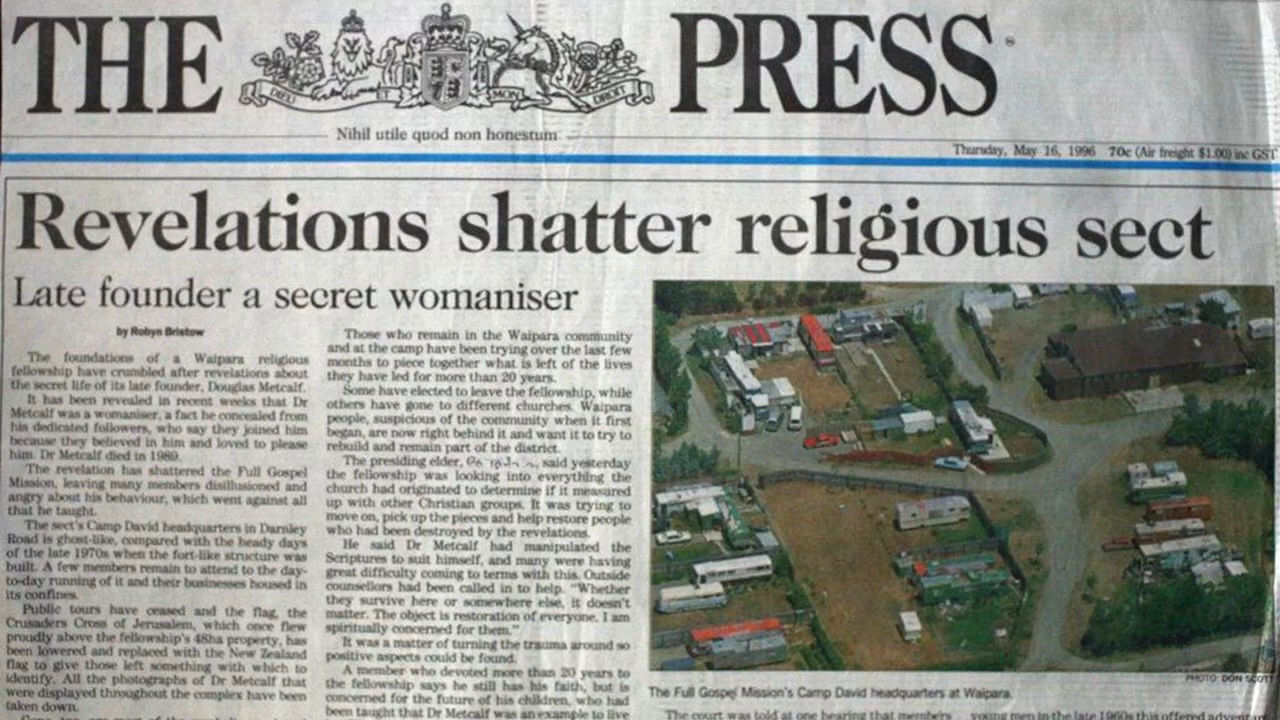 THE PRESS
DIEU ET MON DROIT
Nihil utile quod non honestum
Thursday, May 16, 1996 70c (Air freight $1.00) inc GST
Revelations shatter religious sect
Late founder a secret womaniser
by Robyn Bristow
The foundations of a Waipara religious
fellowship have crumbled after revelations about
the secret life of its late founder, Douglas Metcalf.
It has been revealed in recent weeks that Dr
Metcalf was a womaniser, a fact he concealed from
his dedicated followers, who say they joined him
because they believed in him and loved to please
him. Dr Metcalf died in 1989.
The revelation has shattered the Full Gospel
Mission, leaving many members disillusioned and
angry about his behaviour, which went against all
that he taught.
The sect's Camp David headquarters in Darnley
Road is ghost-like, compared with the heady days
of the late 1970s when the fort-like structure was
built. A few members remain to attend to the day-
to-day running of it and their businesses housed in
its confines.
Public tours have ceased and the flag, the
Crusaders Cross of Jerusalem, which once flew
proudly above the fellowship's 48ha property, has
been lowered and replaced with the New Zealand
flag to give those left something with which to
identify. All the photographs of Dr Metcalf that
were displayed throughout the complex have been
taken down.
Those who remain in the Waipara community
and at the camp have been trying over the last few
months to piece together what is left of the lives
they have led for more than 20 years.
Some have elected to leave the fellowship, while
others have gone to different churches. Waipara
people, suspicious of the community when it first
began, are now right behind it and want it to try to
rebuild and remain part of the district.
The presiding elder, said yesterday
the fellowship was looking into everything the
church had originated to determine if it measured
up with other Christian groups. It was trying to
move on, pick up the pieces and help restore people
who had been destroyed by the revelations.
He said Dr Metcalf had manipulated the
Scriptures to suit himself, and many were having
great difficulty coming to terms with this. Outside
counsellors had been called in to help. "Whether
they survive here or somewhere else, it doesn't
matter. The object is restoration of everyone. I am
spiritually concerned for them."
It was a matter of turning the trauma around so
positive aspects could be found.
A member who devoted more than 20 years to
the fellowship says he still has his faith, but is
concerned for the future of his children, who had
been taught that Dr Metcalf was an example to live
PHOTO: DON SCOTT
The Full Gospel Mission's Camp David headquarters at Waipara.
The court was told at one hearing that members
young men in the late 1960s this offered